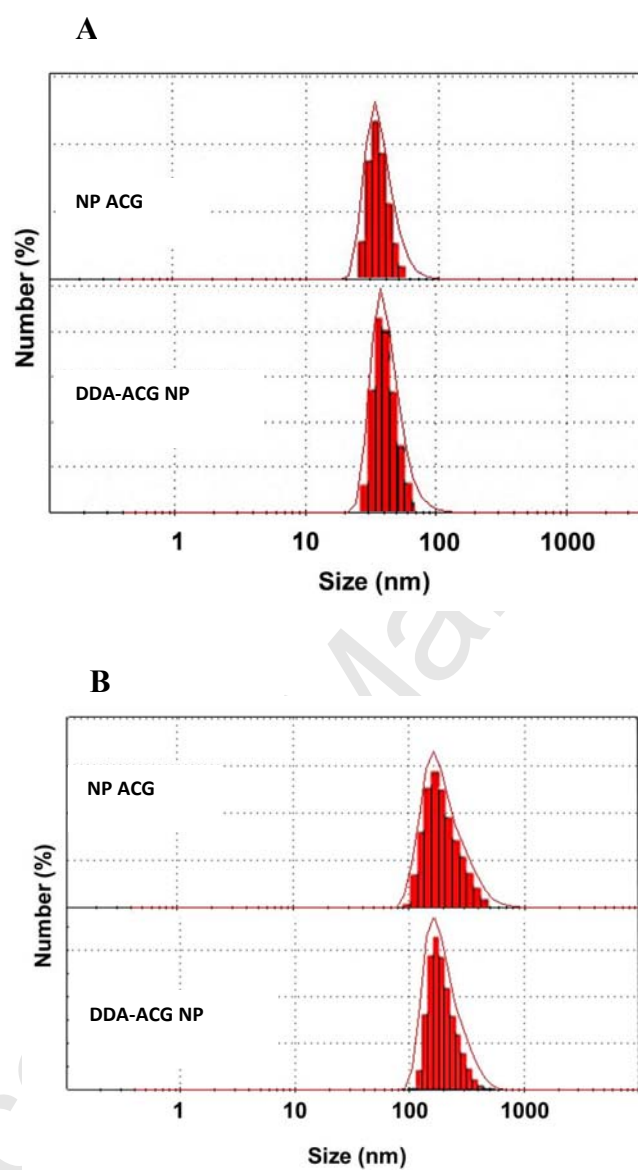 A
NP ACG
DDA-ACG NP
Number (%)
1 10 100 1000
Size (nm)
B
NP ACG
DDA-ACG NP
Number (%)
1 10 100 1000
Size (nm)